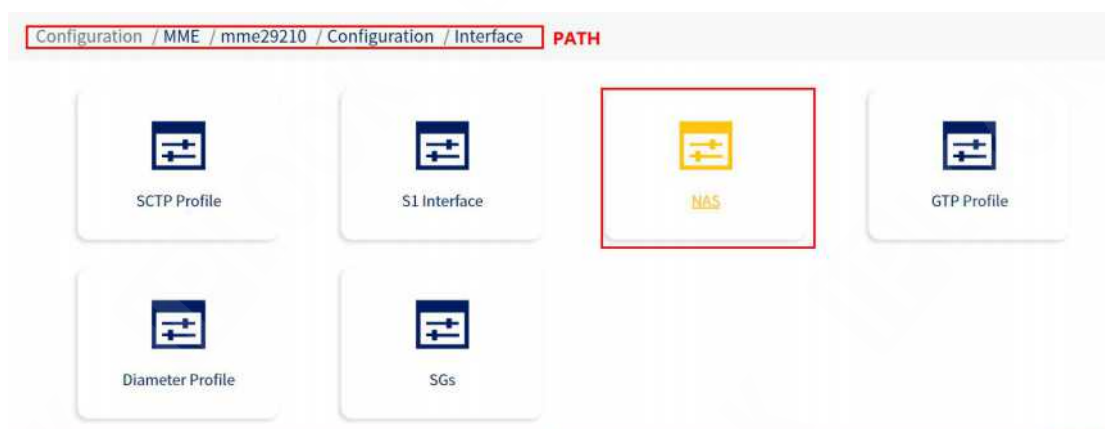 Configuration / MME / mme29210 / Configuration / Interface PATH
SCTP Profile
S1 Interface
NAS
GTP Profile
Diameter Profile
SGs